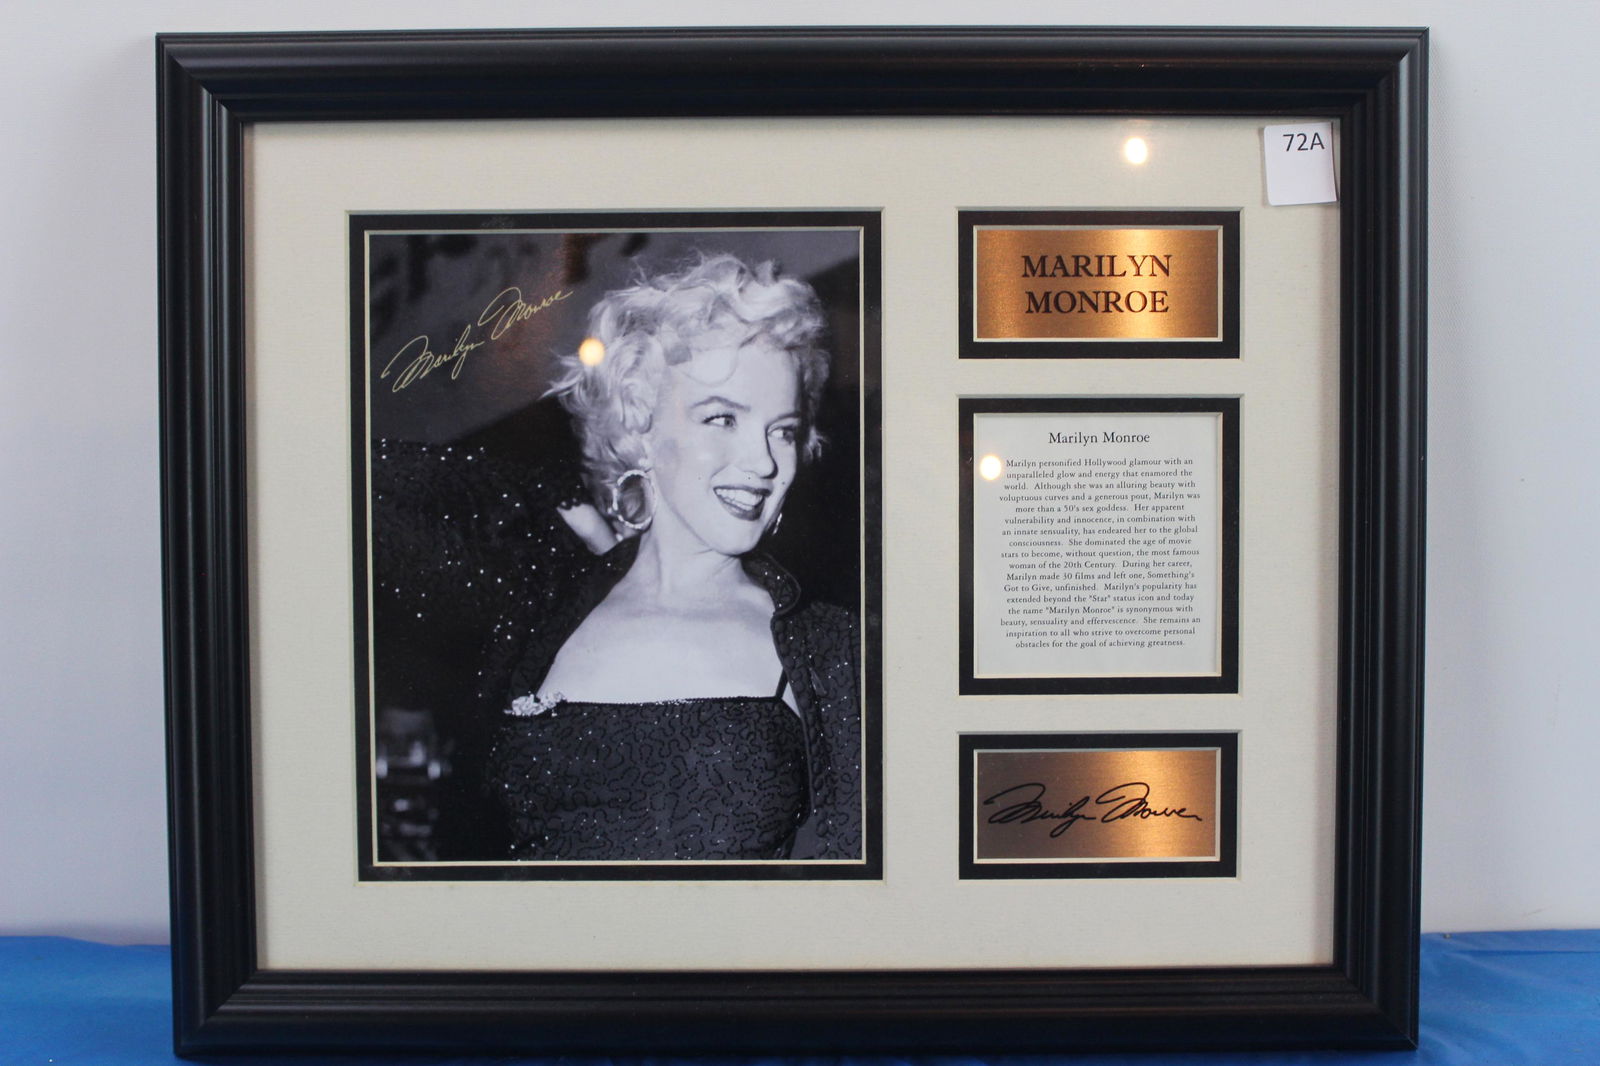 72A
Marilyn Monroe
MARILYN
MONROE
Marilyn Monroe
Marilyn personified Hollywood glamour with an
unparalleled glow and energy that enamored the
world. Although she was an alluring beauty with
voluptuous curves and a generous pout, Marilyn was
more than a 50's sex goddess. Her apparent
vulnerability and innocence, in combination with
an innate sensuality, has endeared her to the global
consciousness. She dominated the age of movie
stars to become, without question, the most famous
woman of the 20th Century. During her career,
Marilyn made 30 films and left one, Something's
Got to Give, unfinished. Marilyn's popularity has
extended beyond the "Star" status icon and today
the name "Marilyn Monroe" is synonymous with
beauty, sensuality and effervescence. She remains an
inspiration to all who strive to overcome personal
obstacles for the goal of achieving greatness.
Marilyn Monroe